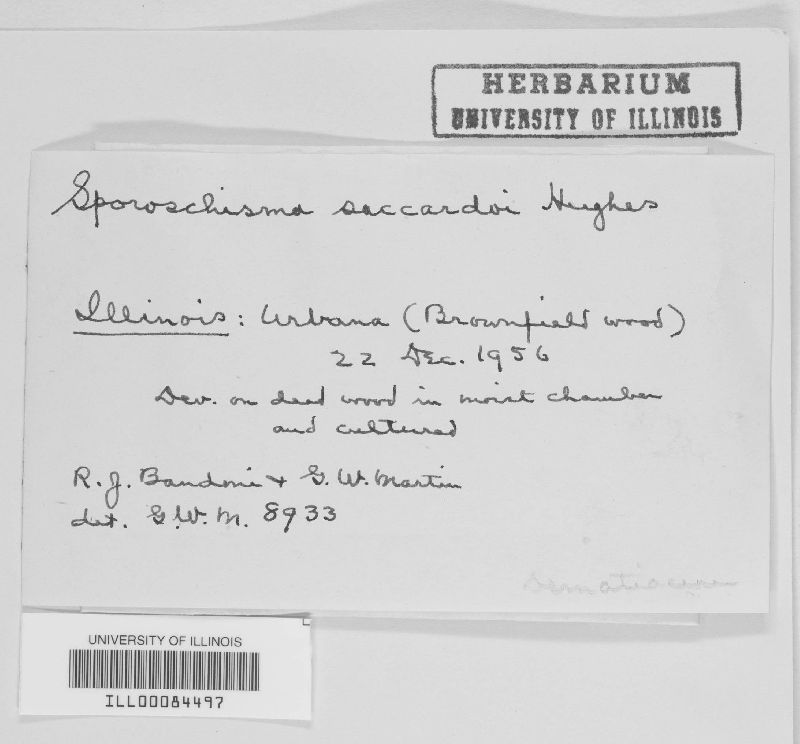 HERBARIUM
UNIVERSITY OF ILLINOIS
Sporoschisma saccardoi Hughes
Illinois: Urbana (Brownfield wood)
22 Dec. 1956
Dev. on dead wood in moist chamber
and cultured
R. J. Bandoni + G. W. Martin
det. G.W.M. 8933
UNIVERSITY OF ILLINOIS
ILL00084497